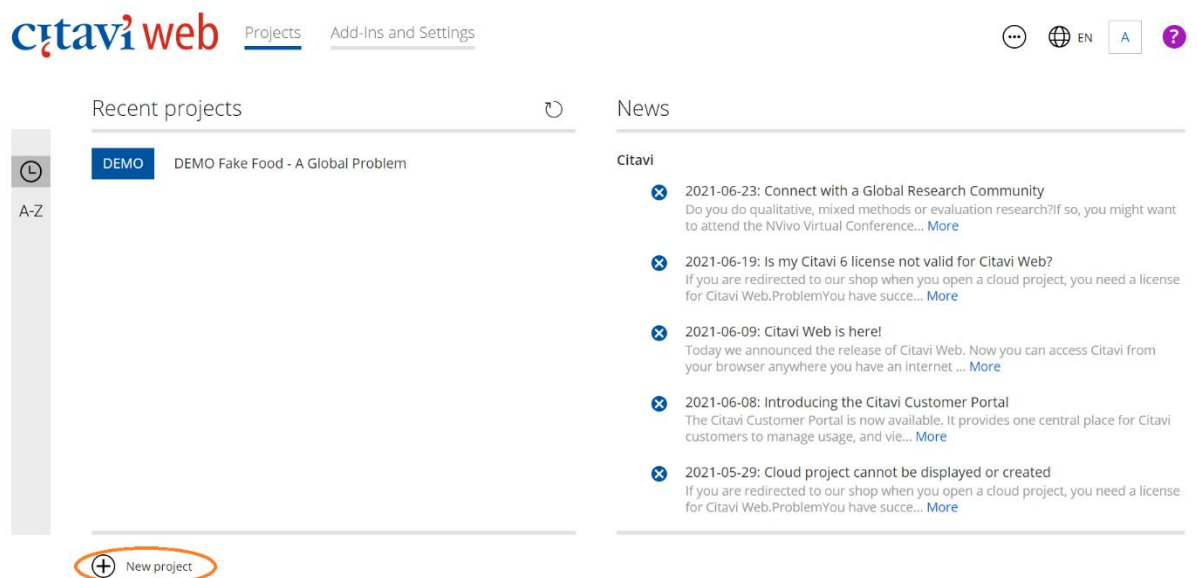 citavi web
Projects
Add-Ins and Settings
EN
A
?
Recent projects
News
A-Z
DEMO
DEMO Fake Food - A Global Problem
Citavi
2021-06-23: Connect with a Global Research Community
Do you do qualitative, mixed methods or evaluation research?If so, you might want
to attend the NVivo Virtual Conference... More
2021-06-19: Is my Citavi 6 license not valid for Citavi Web?
If you are redirected to our shop when you open a cloud project, you need a license
for Citavi Web.ProblemYou have succe... More
2021-06-09: Citavi Web is here!
Today we announced the release of Citavi Web. Now you can access Citavi from
your browser anywhere you have an internet ... More
2021-06-08: Introducing the Citavi Customer Portal
The Citavi Customer Portal is now available. It provides one central place for Citavi
customers to manage usage, and vie... More
2021-05-29: Cloud project cannot be displayed or created
If you are redirected to our shop when you open a cloud project, you need a license
for Citavi Web.ProblemYou have succe... More
New project